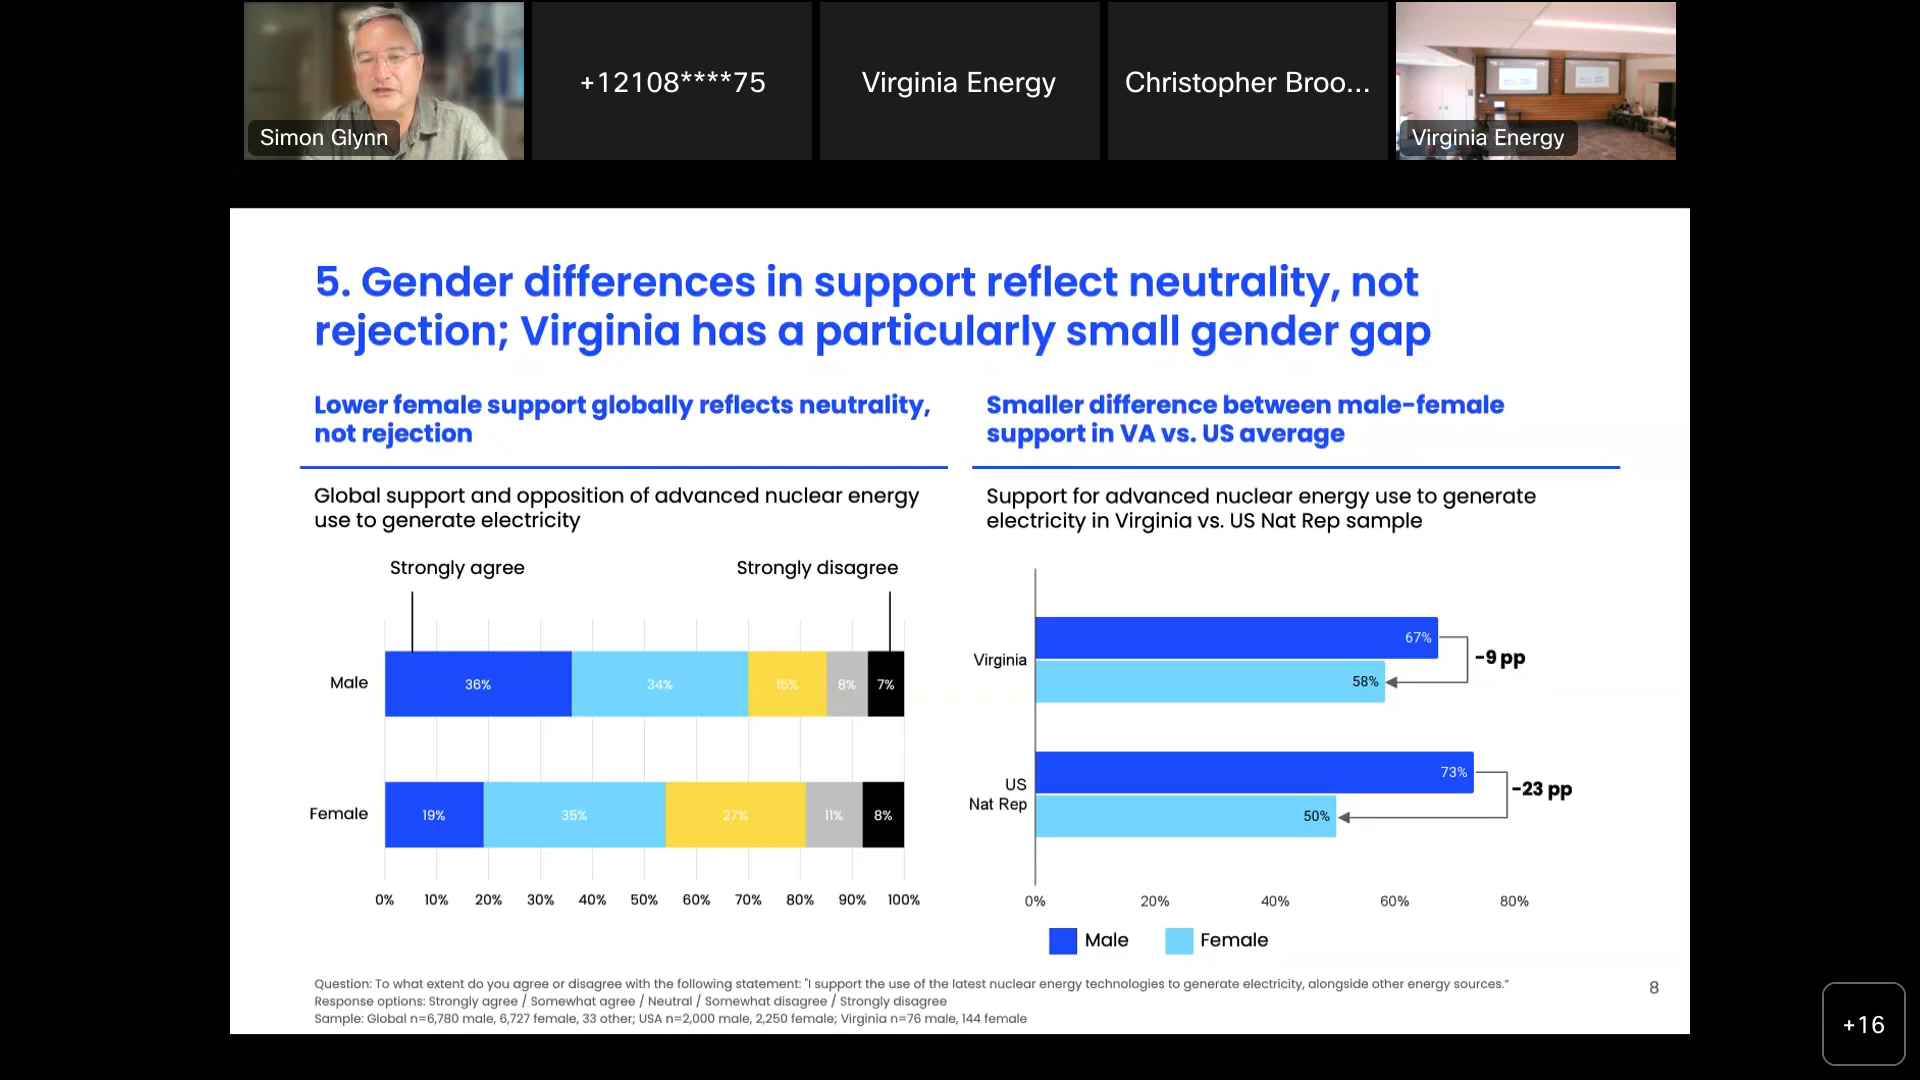 +12108****75
Virginia Energy
Christopher Broo...
Simon Glynn
Virginia Energy
5. Gender differences in support reflect neutrality, not
rejection; Virginia has a particularly small gender gap
Lower female support globally reflects neutrality,
not rejection
Global support and opposition of advanced nuclear energy
use to generate electricity
Strongly agree
Strongly disagree
Male
36%
34%
15%
8%
7%
Female
19%
35%
27%
11%
8%
0% 10% 20% 30% 40% 50% 60% 70% 80% 90% 100%
Smaller difference between male-female
support in VA vs. US average
Support for advanced nuclear energy use to generate
electricity in Virginia vs. US Nat Rep sample
Virginia
67%
58%
-9 pp
US
Nat Rep
73%
50%
-23 pp
0% 20% 40% 60% 80%
Male Female
Question: To what extent do you agree or disagree with the following statement: "I support the use of the latest nuclear energy technologies to generate electricity, alongside other energy sources."
Response options: Strongly agree / Somewhat agree / Neutral / Somewhat disagree / Strongly disagree
Sample: Global n=6,780 male, 6,727 female, 33 other; USA n=2,000 male, 2,250 female; Virginia n=76 male, 144 female
8
+16